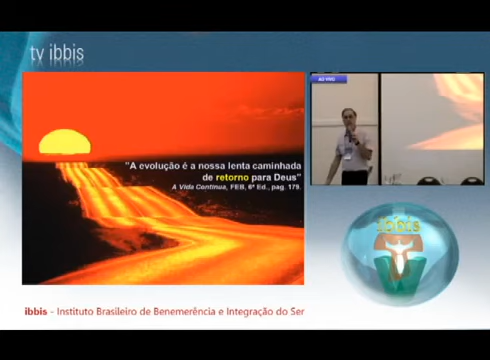 tv ibbis
AO VIVO
"A evolução é a nossa lenta caminhada
de retorno para Deus"
A Vida Continua, FEB, 6ª Ed., pag. 179.
ibbis
ibbis - Instituto Brasileiro de Benemerência e Integração do Ser